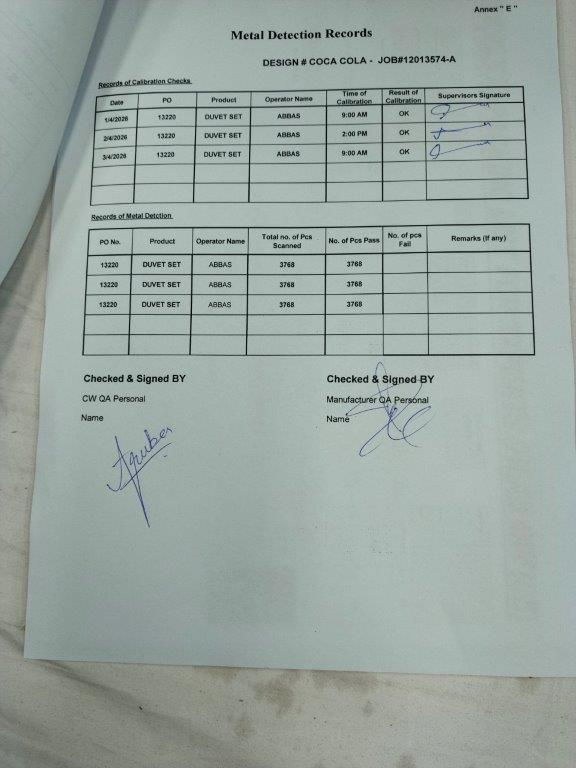 Annex " E "
Metal Detection Records
DESIGN # COCA COLA - JOB#12013574-A
Records of Calibration Checks
Date PO Product Operator Name Time of Calibration Result of Calibration Supervisors Signature
1/4/2026 13220 DUVET SET ABBAS 9:00 AM OK
2/4/2026 13220 DUVET SET ABBAS 2:00 PM OK
3/4/2026 13220 DUVET SET ABBAS 9:00 AM OK
Records of Metal Detction
PO No. Product Operator Name Total no. of Pcs Scanned No. of Pcs Pass No. of pcs Fail Remarks (If any)
13220 DUVET SET ABBAS 3768 3768
13220 DUVET SET ABBAS 3768 3768
13220 DUVET SET ABBAS 3768 3768
Checked & Signed BY Checked & Signed BY
CW QA Personal Manufacturer QA Personal
Name Name